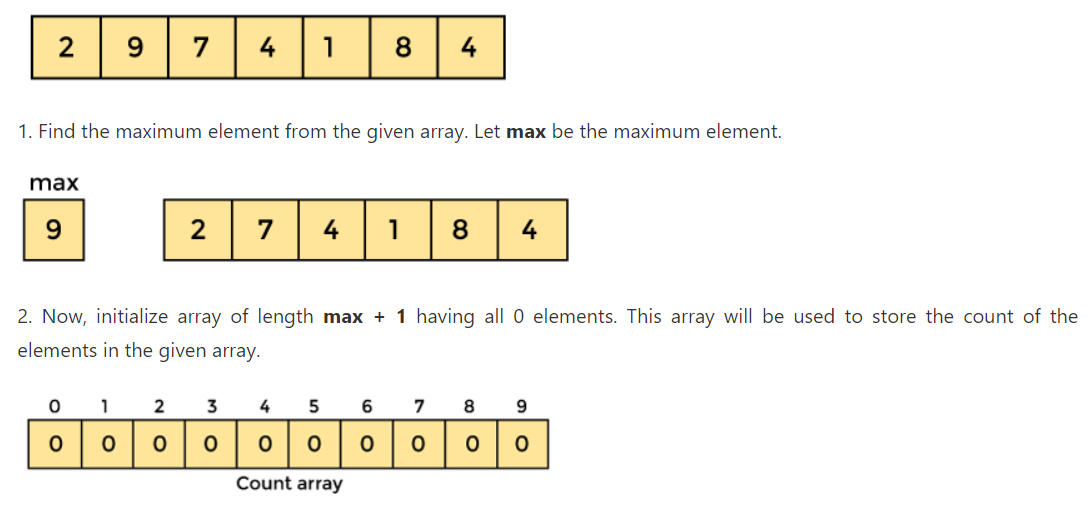 2 9 7 4 1 8 4
1. Find the maximum element from the given array. Let max be the maximum element.
max
9 2 7 4 1 8 4
2. Now, initialize array of length max + 1 having all 0 elements. This array will be used to store the count of the
elements in the given array.
0 1 2 3 4 5 6 7 8 9
0 0 0 0 0 0 0 0 0 0
Count array